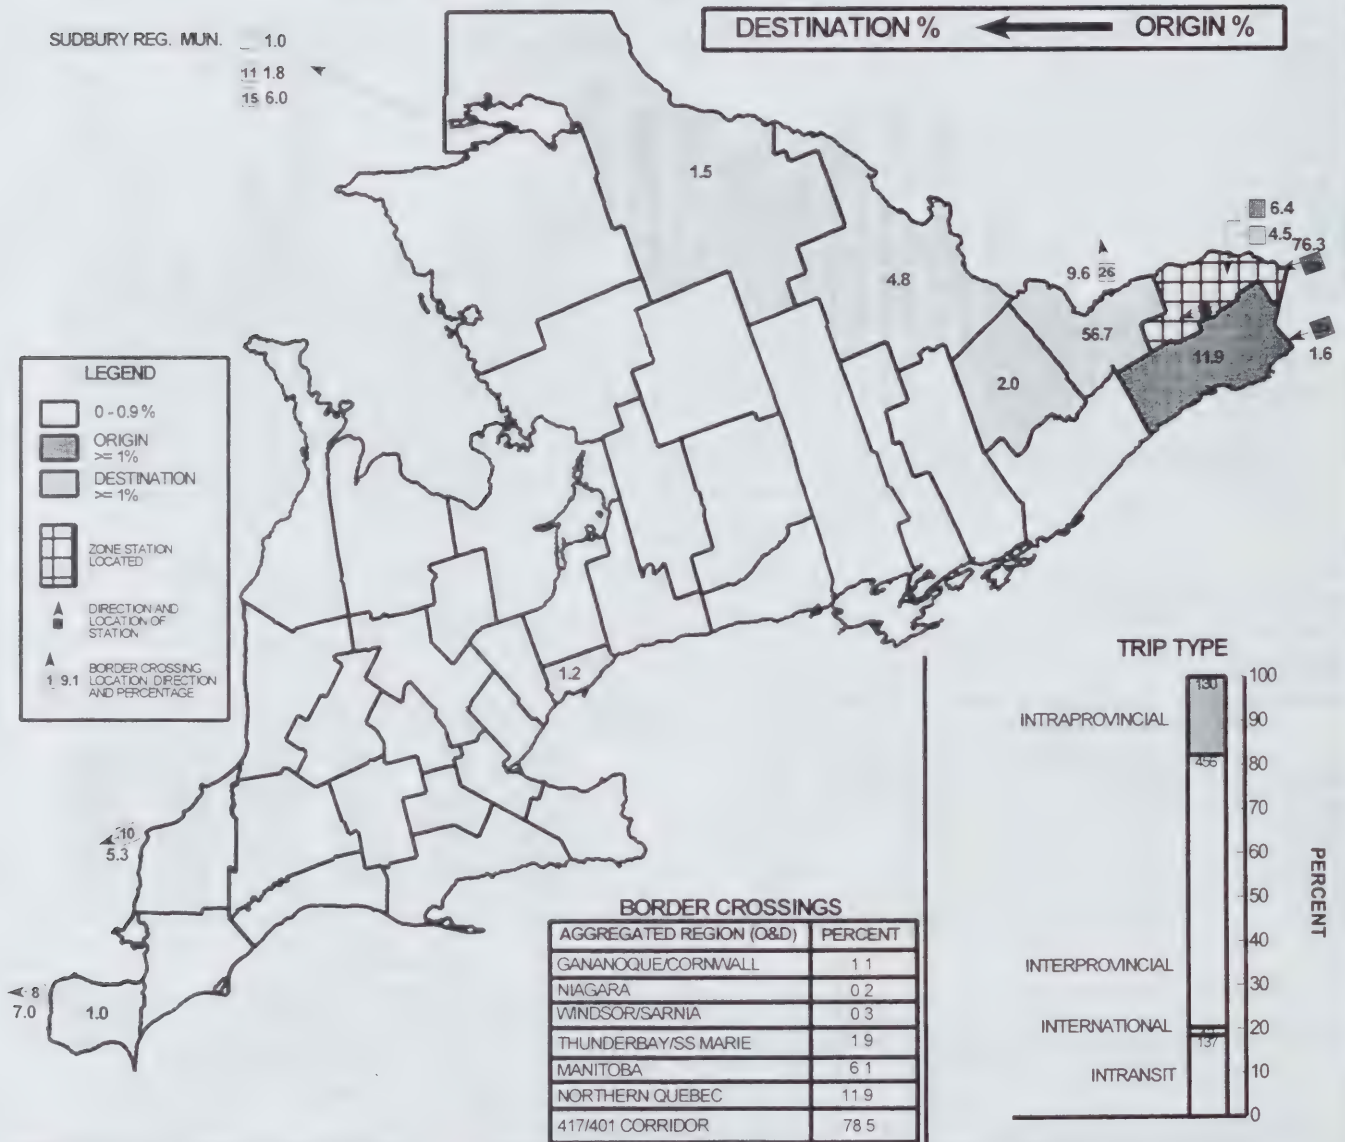 DESTINATION % ORIGIN %
SUDBURY REG. MUN.
1.0
11 1.8
15 6.0
1.5
6.4
4.5
76.3
9.6 26
4.8
56.7
11.9
1.6
2.0
LEGEND
0 - 0.9 %
ORIGIN
>= 1%
DESTINATION
>= 1%
ZONE STATION
LOCATED
DIRECTION AND
LOCATION OF
STATION
1 9.1
BORDER CROSSING
LOCATION, DIRECTION
AND PERCENTAGE
1.2
10
5.3
8
7.0
1.0
BORDER CROSSINGS
AGGREGATED REGION (O&D) PERCENT
GANANOQUE/CORNWALL 1 1
NIAGARA 0 2
WINDSOR/SARNIA 0 3
THUNDERBAY/SS MARIE 1 9
MANITOBA 6 1
NORTHERN QUEBEC 11 9
417/401 CORRIDOR 78 5
TRIP TYPE
INTRAPROVINCIAL
INTERPROVINCIAL
INTERNATIONAL
INTRANSIT
130
456
137
100
90
80
70
60
50
40
30
20
10
0
PERCENT